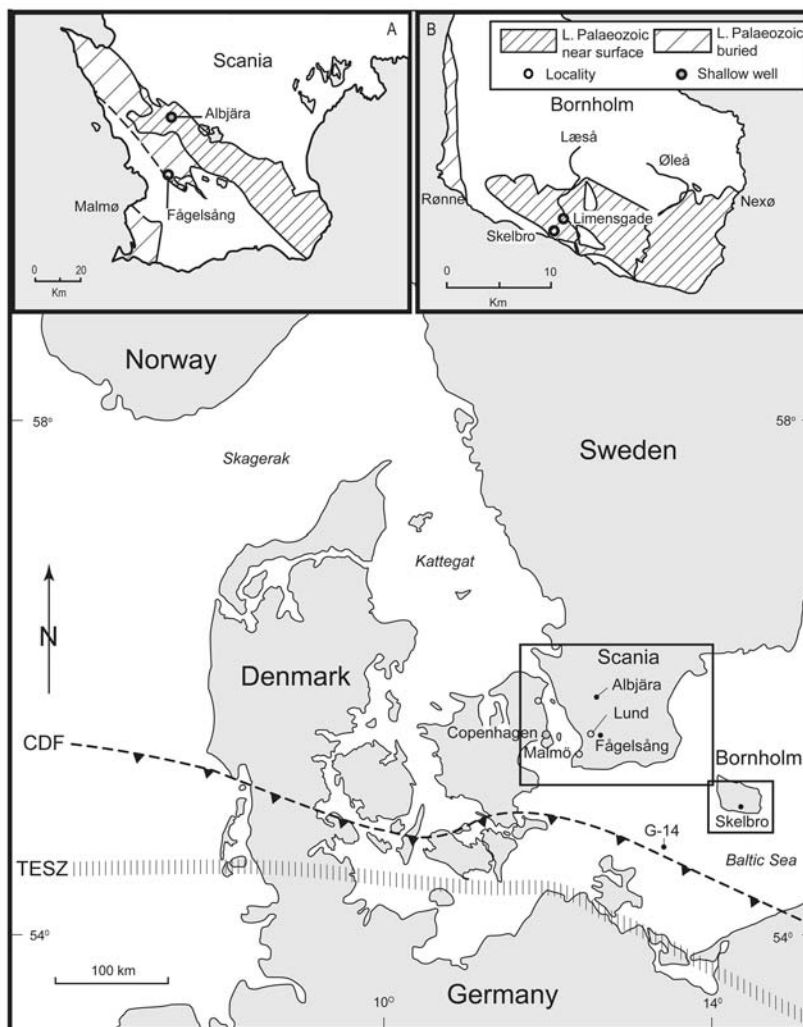 A
Scania
Albjära
Malmø
Fågelsång
0 20
Km
B
L. Palaeozoic
near surface
L. Palaeozoic
buried
Locality
Shallow well
Bornholm
Læså
Øleå
Rønne
Limensgade
Nexø
Skelbro
0 10
Km
Norway
58°
58°
Skagerak
Sweden
Kattegat
N
Scania
Denmark
Albjära
Lund
CDF
Copenhagen
Fågelsång
Malmö
Bornholm
Skelbro
G-14
Baltic Sea
TESZ
54°
54°
100 km
10°
14°
Germany